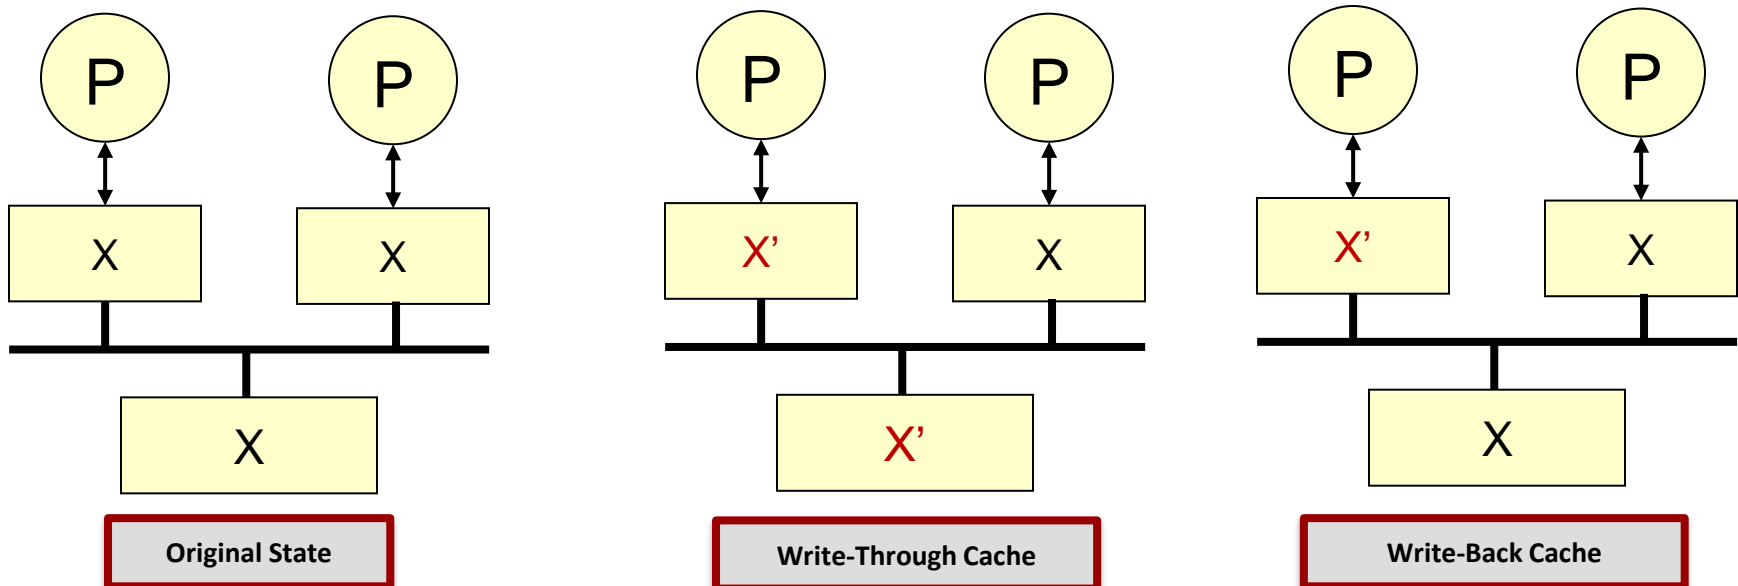 P P P P P P
X X X’ X X’ X
X X’ X
Original State Write-Through Cache Write-Back Cache